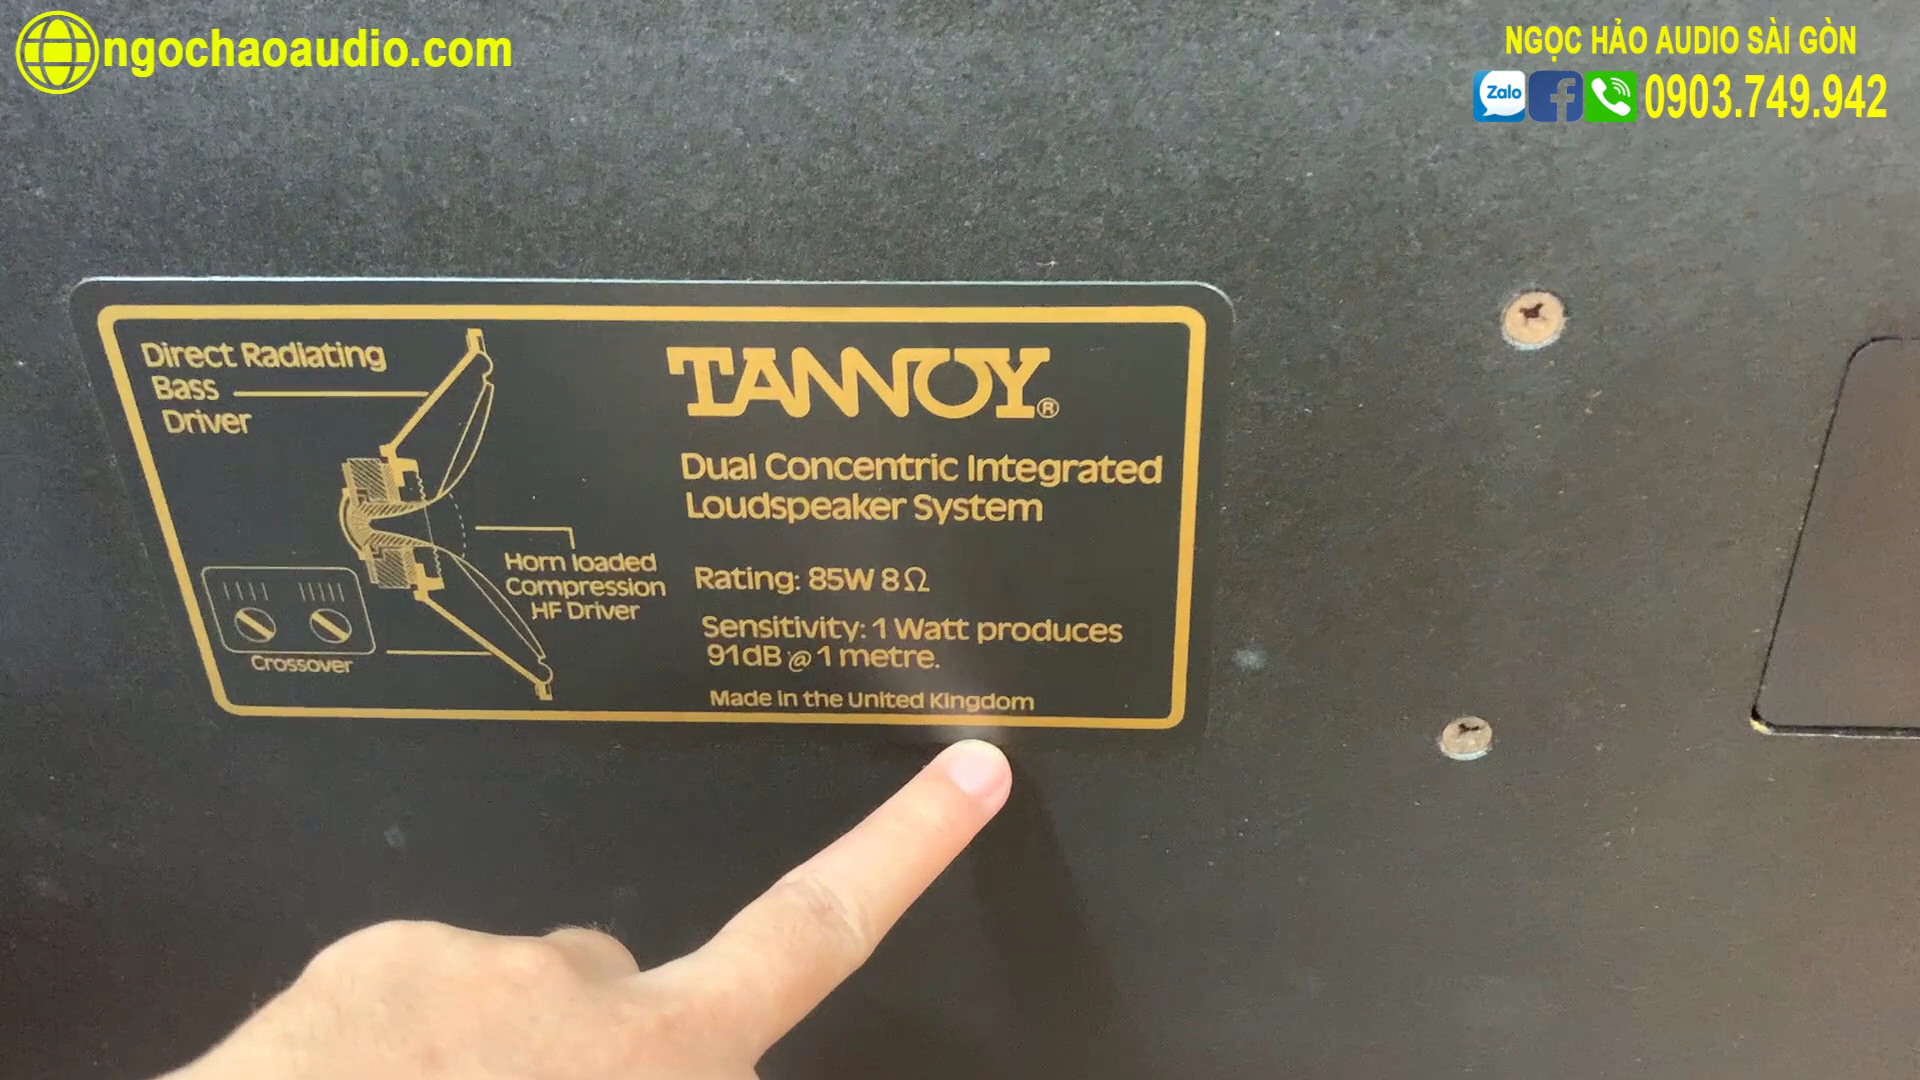 ngochaoaudio.com
NGỌC HẢO AUDIO SÀI GÒN
Zalo
0903.749.942
Direct Radiating
Bass
Driver
TANNOY®
Dual Concentric Integrated
Loudspeaker System
Horn loaded
Compression
HF Driver
Rating: 85W 8Ω
Sensitivity: 1 Watt produces
91dB @ 1 metre.
Crossover
Made in the United Kingdom